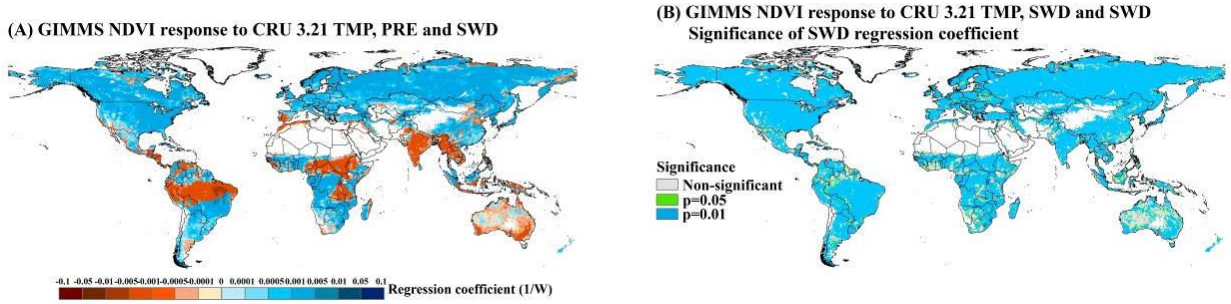 (A) GIMMS NDVI response to CRU 3.21 TMP, PRE and SWD
-0.1 -0.05 -0.01 -0.005 -0.001 -0.0005 -0.0001 0 0.0001 0.0005 0.001 0.005 0.01 0.05 0.1
Regression coefficient (1/W)
(B) GIMMS NDVI response to CRU 3.21 TMP, SWD and SWD
Significance of SWD regression coefficient
Significance
Non-significant
p=0.05
p=0.01